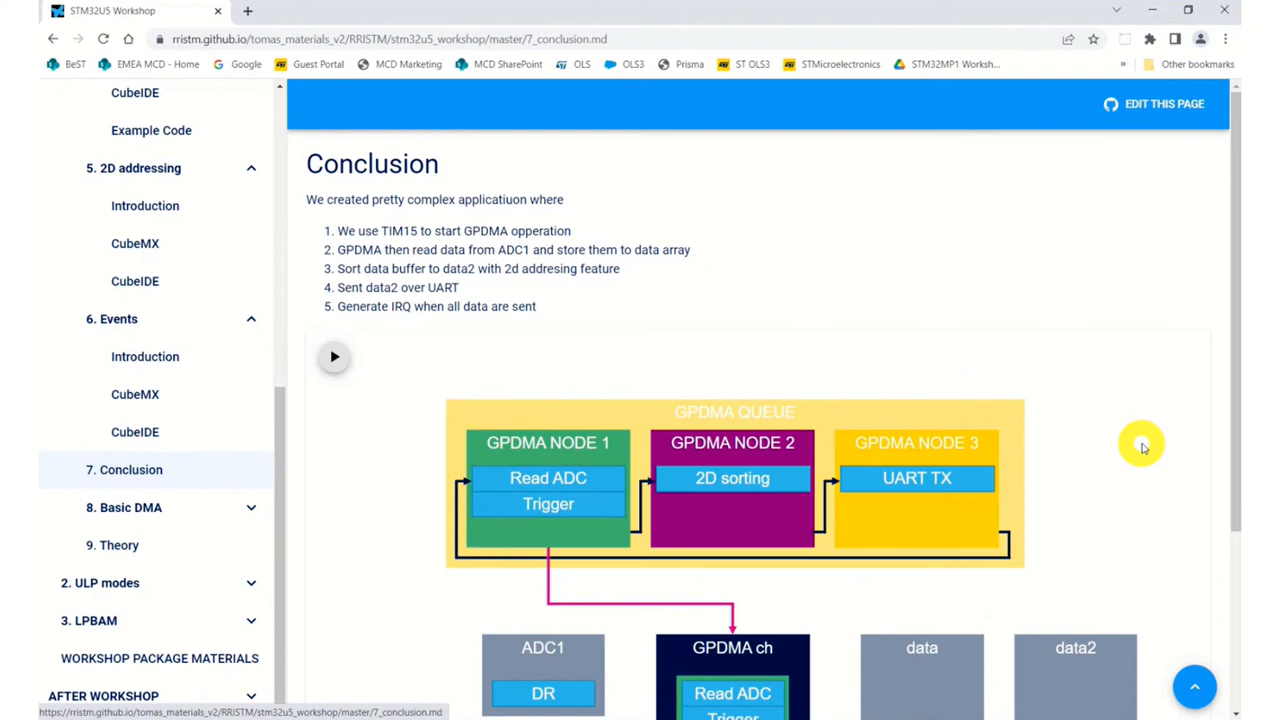 STM32U5 Workshop
rristm.github.io/tomas_materials_v2/RRISTM/stm32u5_workshop/master/7_conclusion.md
BeST
EMEA MCD - Home
Google
Guest Portal
MCD Marketing
MCD SharePoint
OLS
OLS3
Prisma
ST OLS3
STMicroelectronics
STM32MP1 Worksh...
»
Other bookmarks
CubeIDE
Example Code
5. 2D addressing
Introduction
CubeMX
CubeIDE
6. Events
Introduction
CubeMX
CubeIDE
7. Conclusion
8. Basic DMA
9. Theory
2. ULP modes
3. LPBAM
WORKSHOP PACKAGE MATERIALS
AFTER WORKSHOP
https://rristm.github.io/tomas_materials_v2/RRISTM/stm32u5_workshop/master/7_conclusion.md
EDIT THIS PAGE
Conclusion
We created pretty complex applicatiuon where
1. We use TIM15 to start GPDMA opperation
2. GPDMA then read data from ADC1 and store them to data array
3. Sort data buffer to data2 with 2d addresing feature
4. Sent data2 over UART
5. Generate IRQ when all data are sent
GPDMA QUEUE
GPDMA NODE 1
Read ADC
Trigger
GPDMA NODE 2
2D sorting
GPDMA NODE 3
UART TX
ADC1
DR
GPDMA ch
Read ADC
Trigger
data
data2